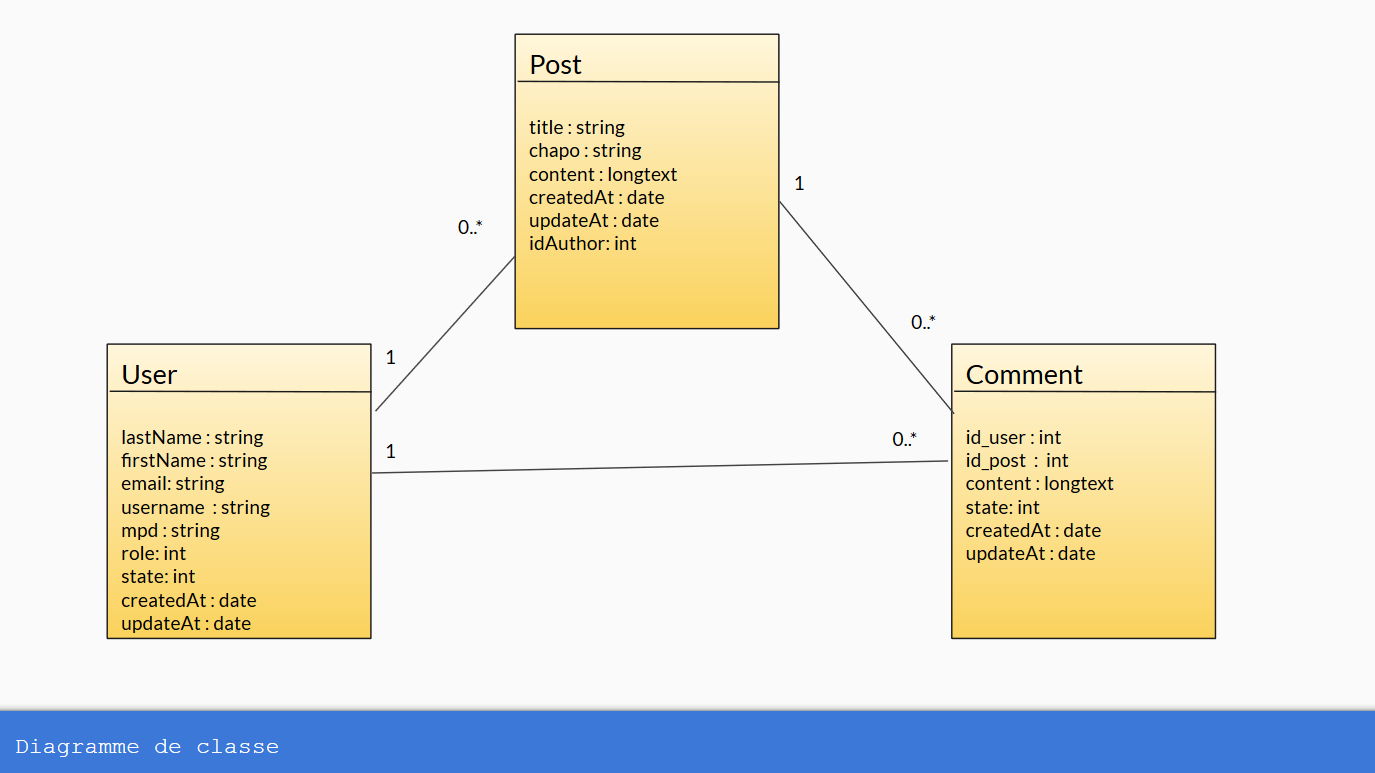 Post
title : string
chapo : string
content : longtext
createdAt : date
updateAt : date
idAuthor: int
1
0..*
0..*
1
User
lastName : string
firstName : string
email: string
username  : string
mpd : string
role: int
state: int
createdAt : date
updateAt : date
1
0..*
Comment
id_user : int
id_post  :  int
content : longtext
state: int
createdAt : date
updateAt : date
Diagramme de classe